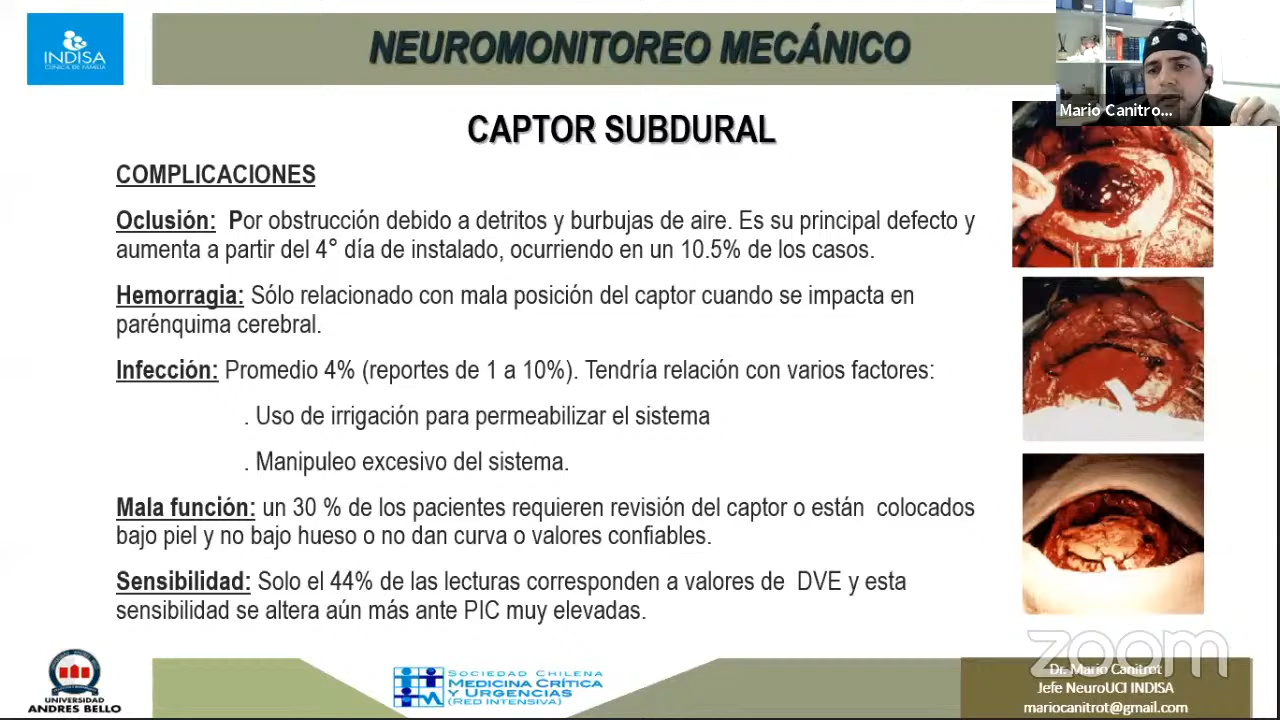 INDISA
CLINICA DE FAMILIA
NEUROMONITOREO MECÁNICO
Mario Canitro...
CAPTOR SUBDURAL
COMPLICACIONES
Oclusión: Por obstrucción debido a detritos y burbujas de aire. Es su principal defecto y
aumenta a partir del 4° día de instalado, ocurriendo en un 10.5% de los casos.
Hemorragia: Sólo relacionado con mala posición del captor cuando se impacta en
parénquima cerebral.
Infección: Promedio 4% (reportes de 1 a 10%). Tendría relación con varios factores:
. Uso de irrigación para permeabilizar el sistema
. Manipuleo excesivo del sistema.
Mala función: un 30 % de los pacientes requieren revisión del captor o están colocados
bajo piel y no bajo hueso o no dan curva o valores confiables.
Sensibilidad: Solo el 44% de las lecturas corresponden a valores de DVE y esta
sensibilidad se altera aún más ante PIC muy elevadas.
UNIVERSIDAD
ANDRES BELLO
SOCIEDAD CHILENA
MEDICINA CRÍTICA
Y URGENCIAS
(RED INTENSIVA)
zoom
Dr. Mario Canitrot
Jefe NeuroUCI INDISA
mariocanitrot@gmail.com